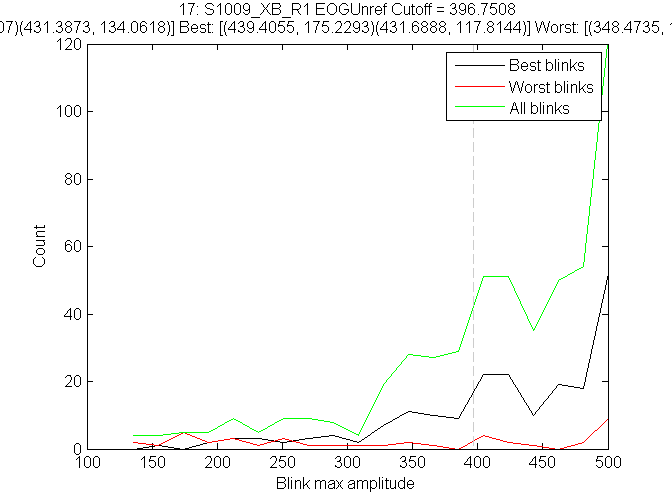 17: S1009_XB_R1 EOGUnref Cutoff = 396.7508
07)(431.3873, 134.0618)] Best: [(439.4055, 175.2293)(431.6888, 117.8144)] Worst: [(348.4735,
Best blinks
Worst blinks
All blinks
120
100
80
60
40
20
0
Count
100 150 200 250 300 350 400 450 500
Blink max amplitude